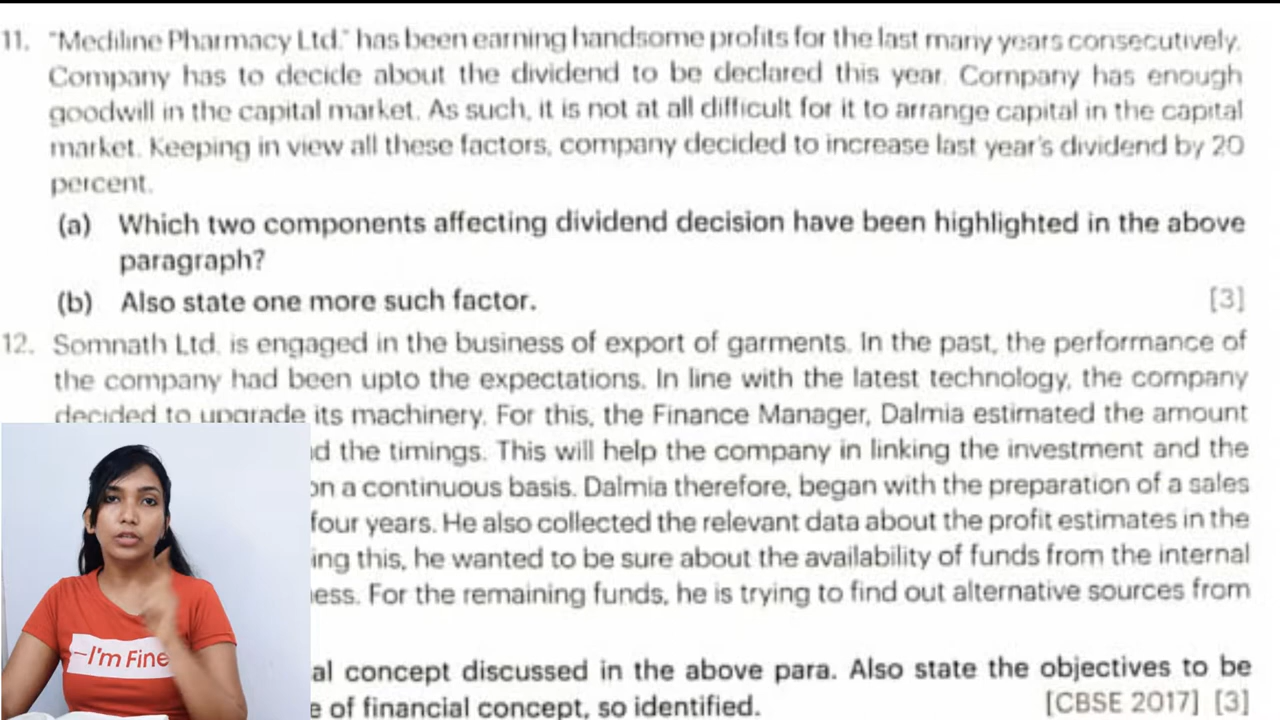 11. "Mediline Pharmacy Ltd." has been earning handsome profits for the last many years consecutively.
Company has to decide about the dividend to be declared this year. Company has enough
goodwill in the capital market. As such, it is not at all difficult for it to arrange capital in the capital
market. Keeping in view all these factors, company decided to increase last year's dividend by 20
percent.
(a) Which two components affecting dividend decision have been highlighted in the above
paragraph?
(b) Also state one more such factor. [3]
12. Somnath Ltd. is engaged in the business of export of garments. In the past, the performance of
the company had been upto the expectations. In line with the latest technology, the company
decided to upgrade its machinery. For this, the Finance Manager, Dalmia estimated the amount
the timings. This will help the company in linking the investment and the
on a continuous basis. Dalmia therefore, began with the preparation of a sales
four years. He also collected the relevant data about the profit estimates in the
this, he wanted to be sure about the availability of funds from the internal
For the remaining funds, he is trying to find out alternative sources from
concept discussed in the above para. Also state the objectives to be
of financial concept, so identified. [CBSE 2017] [3]
–I'm Fine